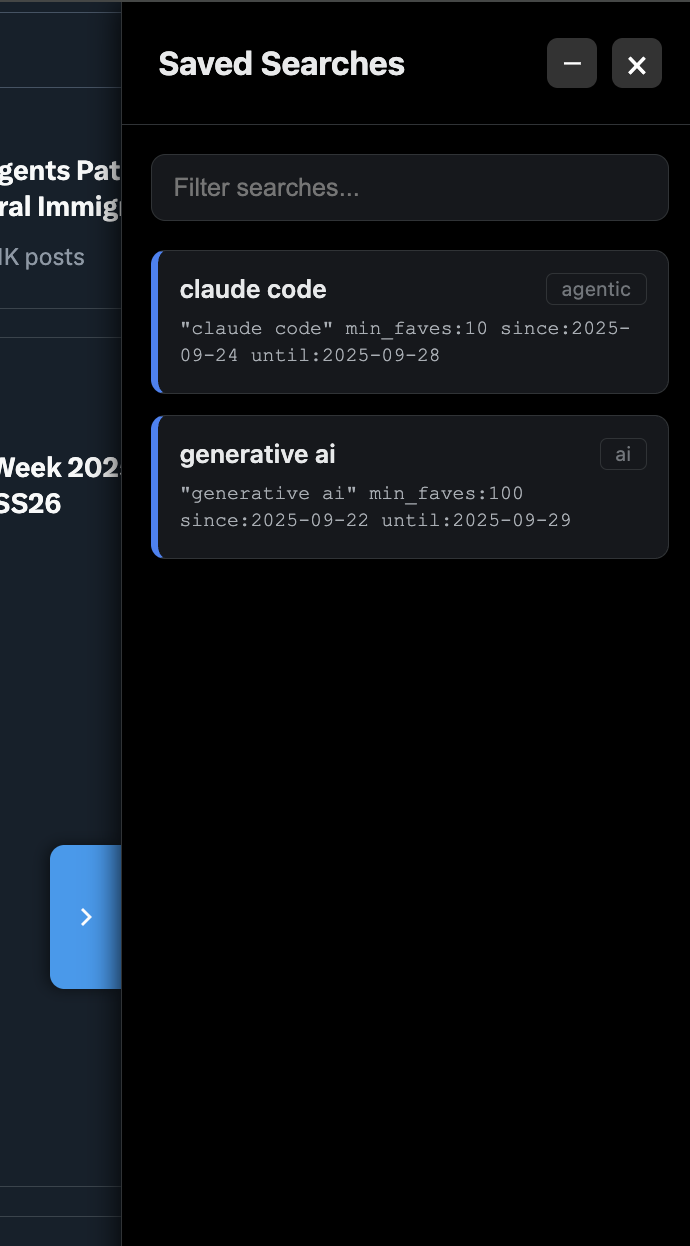 Saved Searches
gents Pat
ral Immig
1K posts
Week 202
SS26
Filter searches...
claude code
agentic
"claude code" min_faves:10 since:2025-
09-24 until:2025-09-28
generative ai
ai
"generative ai" min_faves:100
since:2025-09-22 until:2025-09-29